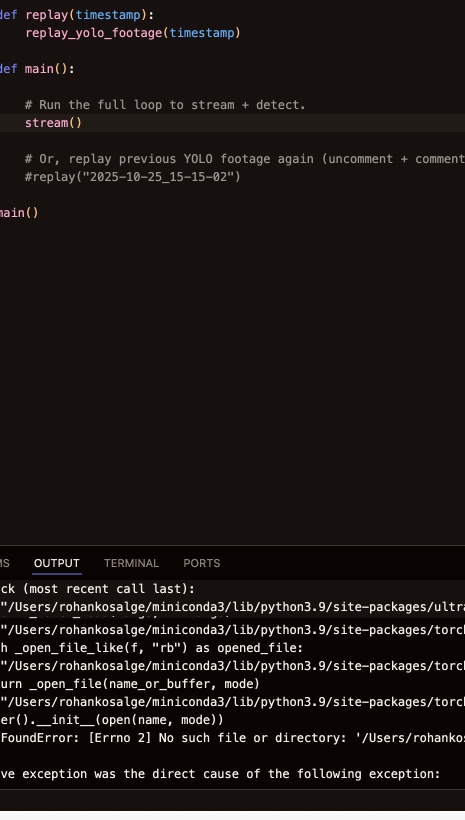 def replay(timestamp):
replay_yolo_footage(timestamp)
def main():
# Run the full loop to stream + detect.
stream()
# Or, replay previous YOLO footage again (uncomment + comment
#replay("2025-10-25_15-15-02")
main()
MS OUTPUT TERMINAL PORTS
ck (most recent call last):
"/Users/rohankosalge/miniconda3/lib/python3.9/site-packages/ultra
"/Users/rohankosalge/miniconda3/lib/python3.9/site-packages/torch
h _open_file_like(f, "rb") as opened_file:
"/Users/rohankosalge/miniconda3/lib/python3.9/site-packages/torch
urn _open_file(name_or_buffer, mode)
"/Users/rohankosalge/miniconda3/lib/python3.9/site-packages/torch
er().__init__(open(name, mode))
FoundError: [Errno 2] No such file or directory: '/Users/rohankos
ve exception was the direct cause of the following exception: